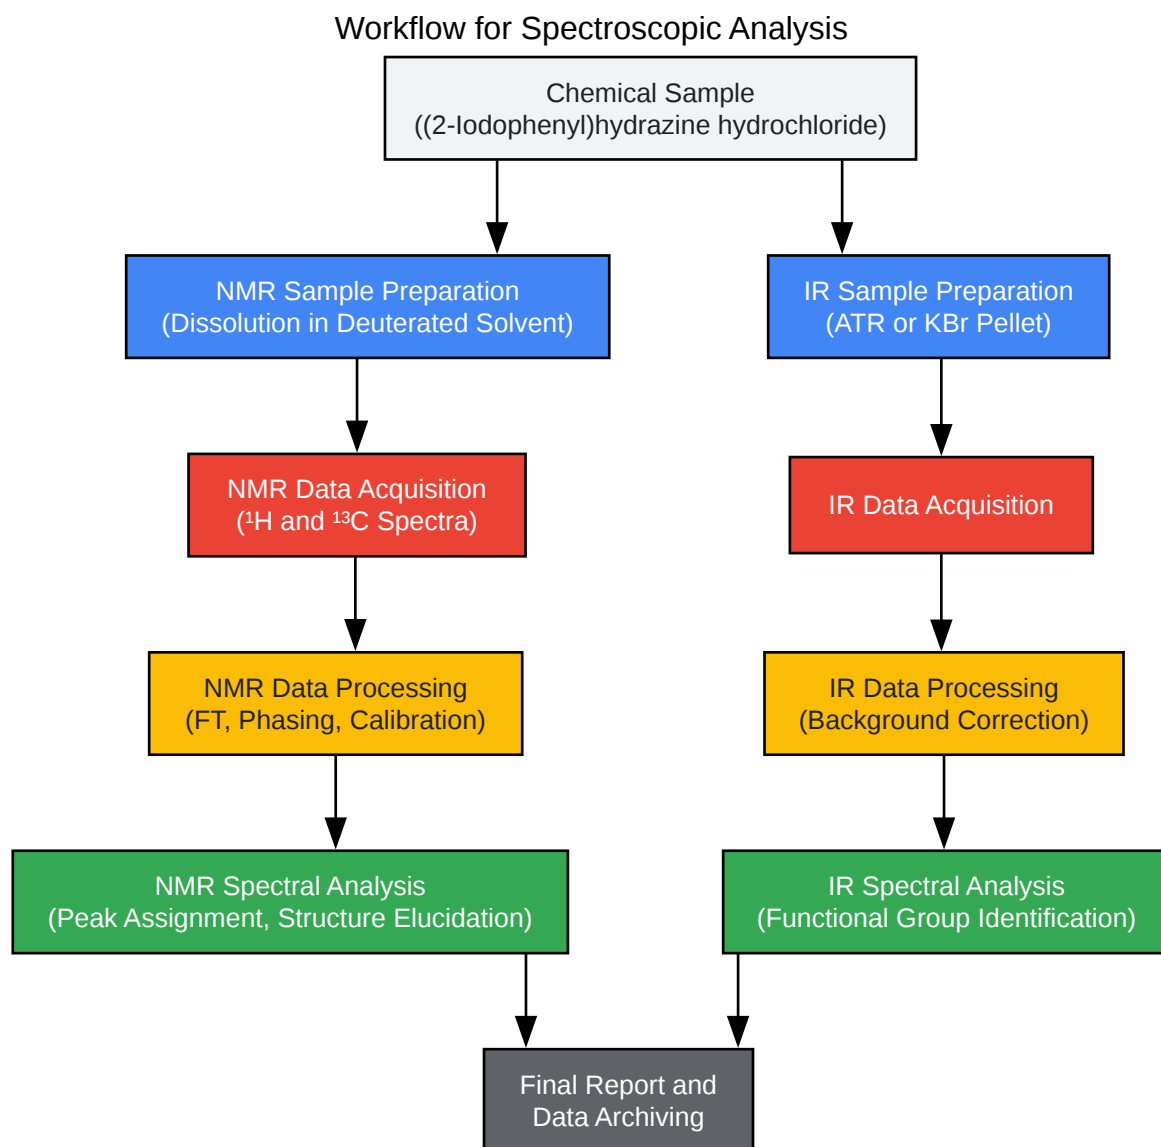 Workflow for Spectroscopic Analysis
Chemical Sample
((2-Iodophenyl)hydrazine hydrochloride)
NMR Sample Preparation
(Dissolution in Deuterated Solvent)
IR Sample Preparation
(ATR or KBr Pellet)
NMR Data Acquisition
(¹H and ¹³C Spectra)
IR Data Acquisition
NMR Data Processing
(FT, Phasing, Calibration)
IR Data Processing
(Background Correction)
NMR Spectral Analysis
(Peak Assignment, Structure Elucidation)
IR Spectral Analysis
(Functional Group Identification)
Final Report and
Data Archiving